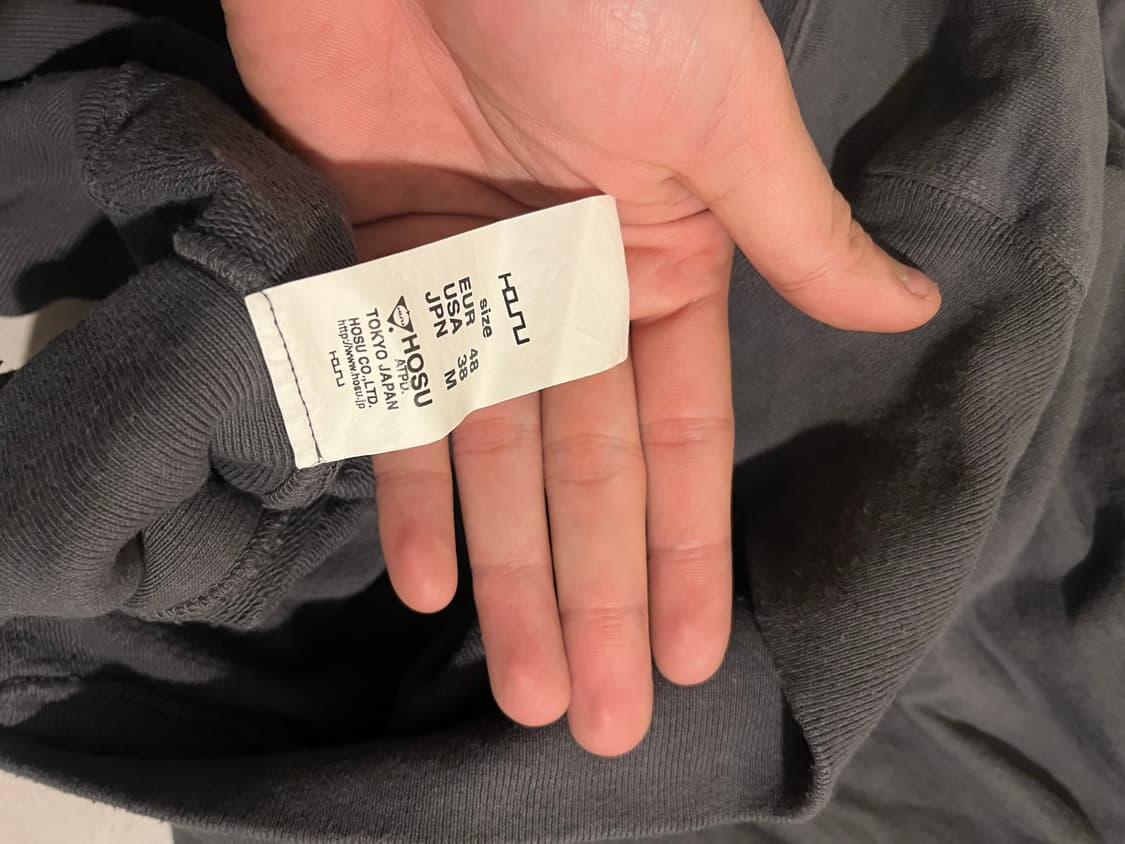 HOSU
size
EUR 48
USA 38
JPN M
HOSU
ATPU.
TOKYO JAPAN
HOSU CO.,LTD.
http://www.hosu.jp
HOSU